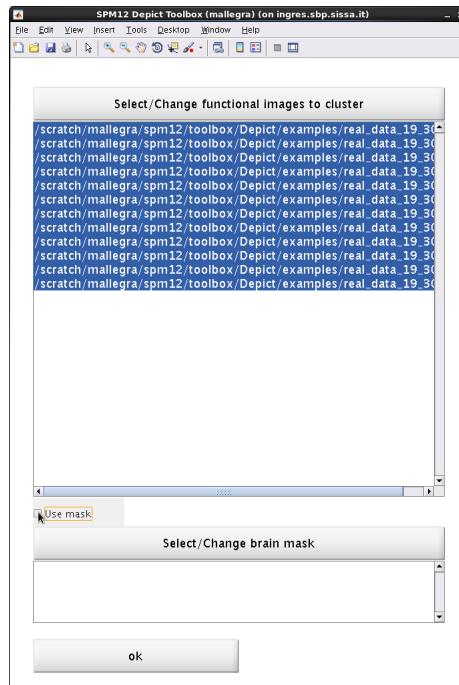 SPM12 Depict Toolbox (mallegra) (on ingres.sbp.sissa.it)
File Edit View Insert Tools Desktop Window Help
Select/Change functional images to cluster
/scratch/mallegra/spm12/toolbox/Depict/examples/real_data_19_30
/scratch/mallegra/spm12/toolbox/Depict/examples/real_data_19_30
/scratch/mallegra/spm12/toolbox/Depict/examples/real_data_19_30
/scratch/mallegra/spm12/toolbox/Depict/examples/real_data_19_30
/scratch/mallegra/spm12/toolbox/Depict/examples/real_data_19_30
/scratch/mallegra/spm12/toolbox/Depict/examples/real_data_19_30
/scratch/mallegra/spm12/toolbox/Depict/examples/real_data_19_30
/scratch/mallegra/spm12/toolbox/Depict/examples/real_data_19_30
/scratch/mallegra/spm12/toolbox/Depict/examples/real_data_19_30
/scratch/mallegra/spm12/toolbox/Depict/examples/real_data_19_30
/scratch/mallegra/spm12/toolbox/Depict/examples/real_data_19_30
/scratch/mallegra/spm12/toolbox/Depict/examples/real_data_19_30
Use mask
Select/Change brain mask
ok